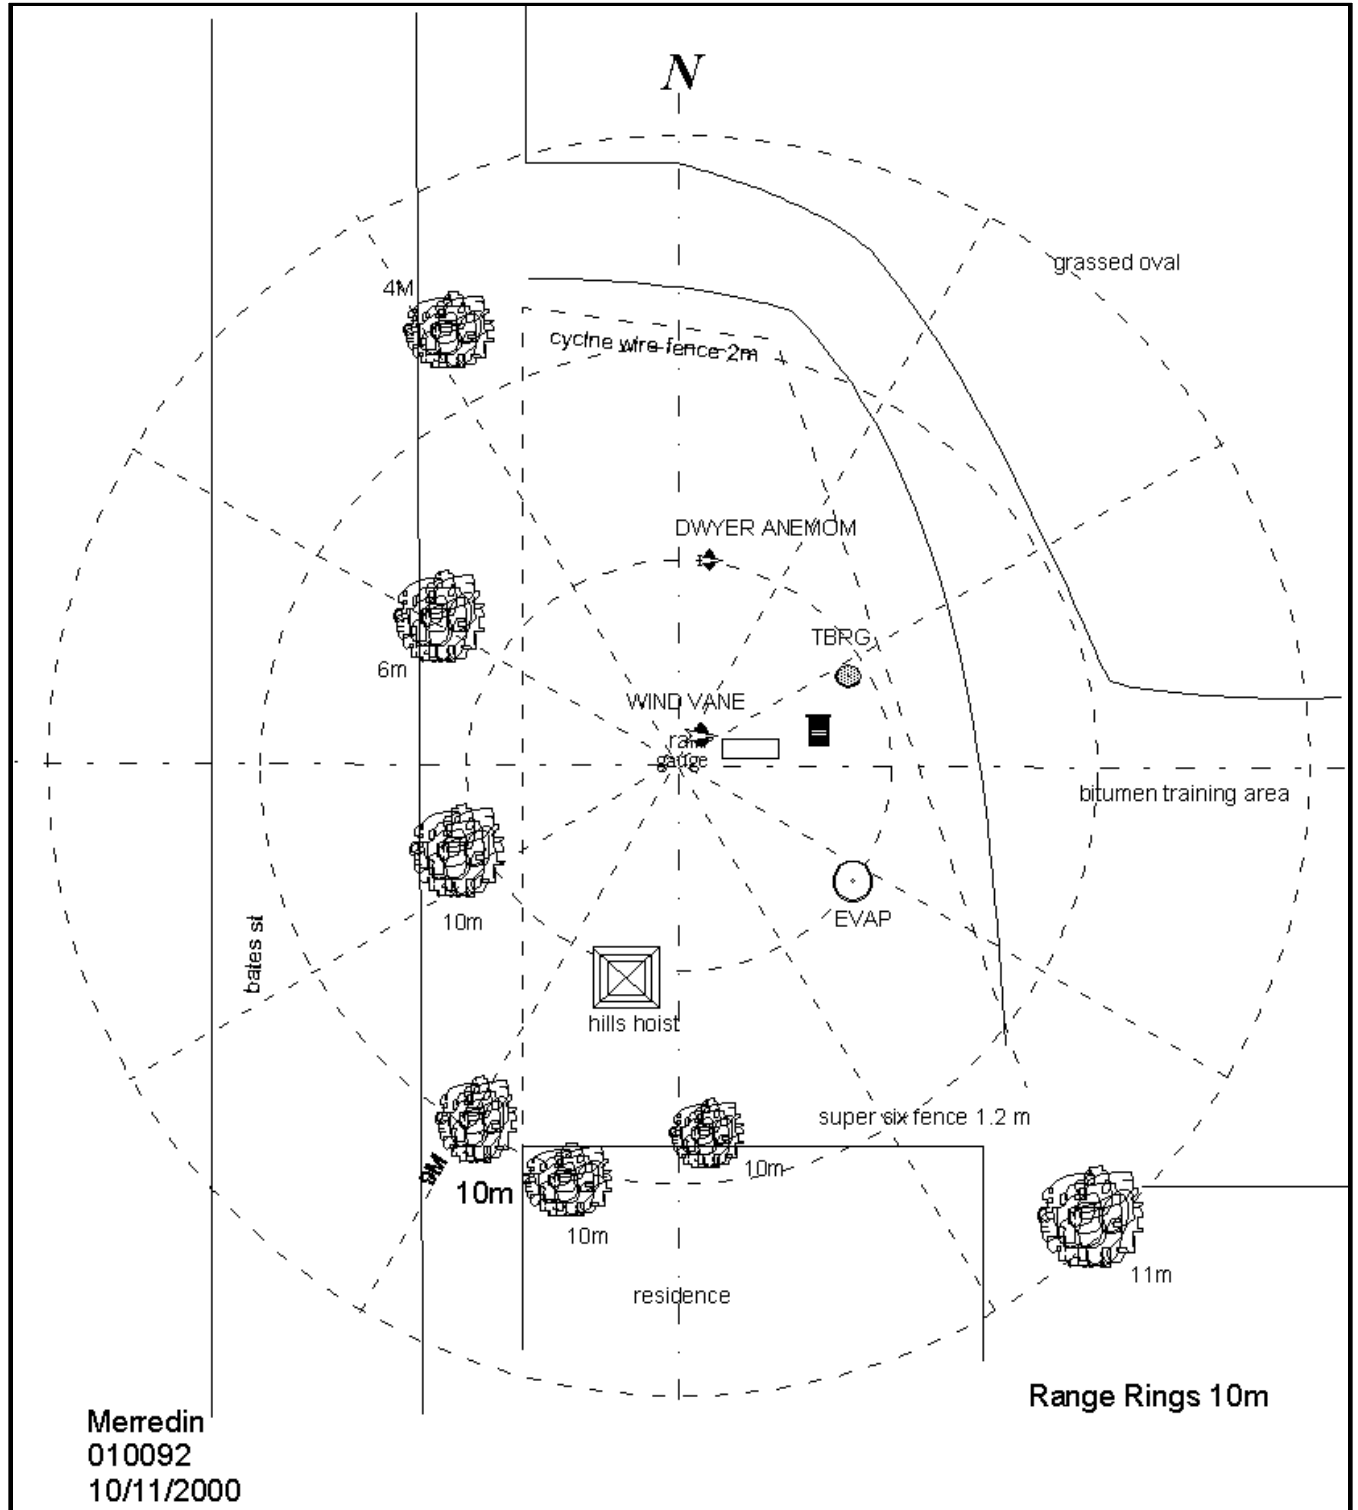 N
grassed oval
4M
cyclne wire fence 2m
DWYER ANEMOM
TBRG
6m
WIND VANE
rain
gauge
bitumen training area
10m
EVAP
bates st
hills hoist
super six fence 1.2 m
9M
10m
10m
10m
11m
residence
Range Rings 10m
Merredin
010092
10/11/2000